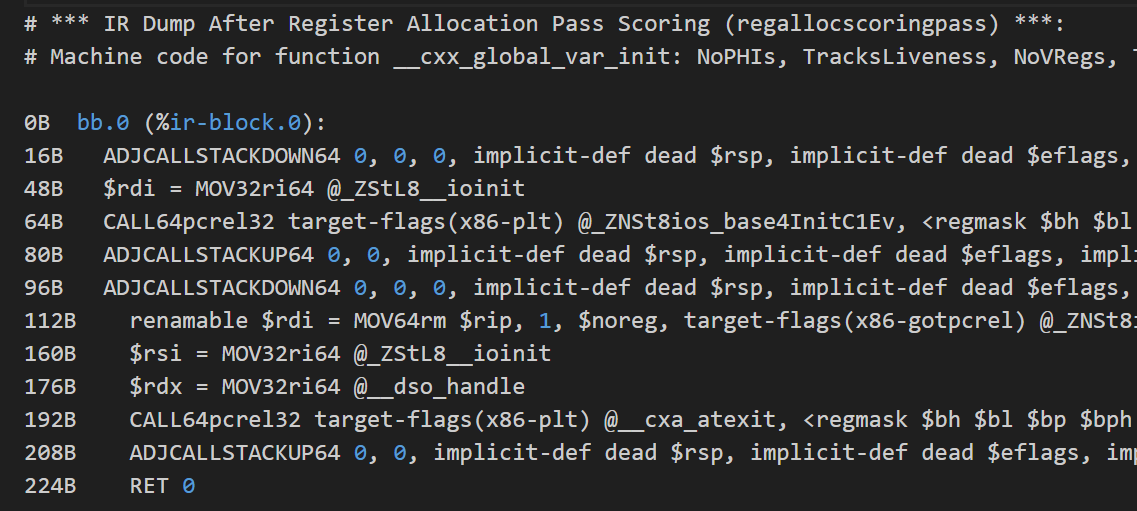 # *** IR Dump After Register Allocation Pass Scoring (regallocscoringpass) ***:
# Machine code for function __cxx_global_var_init: NoPHIs, TracksLiveness, NoVRegs,
0B bb.0 (%ir-block.0):
16B ADJCALLSTACKDOWN64 0, 0, 0, implicit-def dead $rsp, implicit-def dead $eflags,
48B $rdi = MOV32ri64 @_ZStL8__ioinit
64B CALL64pcrel32 target-flags(x86-plt) @_ZNSt8ios_base4InitC1Ev, <regmask $bh $bl
80B ADJCALLSTACKUP64 0, 0, implicit-def dead $rsp, implicit-def dead $eflags, impl
96B ADJCALLSTACKDOWN64 0, 0, 0, implicit-def dead $rsp, implicit-def dead $eflags,
112B renamable $rdi = MOV64rm $rip, 1, $noreg, target-flags(x86-gotpcrel) @_ZNSt8i
160B $rsi = MOV32ri64 @_ZStL8__ioinit
176B $rdx = MOV32ri64 @__dso_handle
192B CALL64pcrel32 target-flags(x86-plt) @__cxa_atexit, <regmask $bh $bl $bp $bph
208B ADJCALLSTACKUP64 0, 0, implicit-def dead $rsp, implicit-def dead $eflags, im
224B RET 0